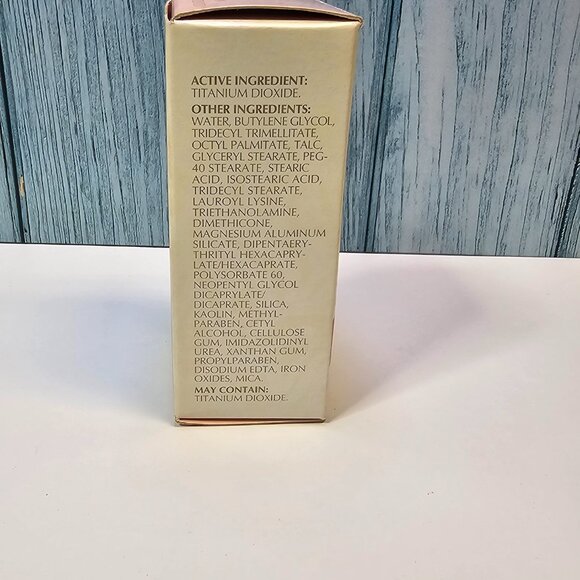 ACTIVE INGREDIENT:
TITANIUM DIOXIDE.
OTHER INGREDIENTS:
WATER, BUTYLENE GLYCOL,
TRIDECYL TRIMELLITATE,
OCTYL PALMITATE, TALC,
GLYCERYL STEARATE, PEG-
40 STEARATE, STEARIC
ACID, ISOSTEARIC ACID,
TRIDECYL STEARATE,
LAUROYL LYSINE,
TRIETHANOLAMINE,
DIMETHICONE,
MAGNESIUM ALUMINUM
SILICATE, DIPENTAERY-
THRITYL HEXACAPRY-
LATE/HEXACAPRATE,
POLYSORBATE 60,
NEOPENTYL GLYCOL
DICAPRYLATE/
DICAPRATE, SILICA,
KAOLIN, METHYL-
PARABEN, CETYL
ALCOHOL, CELLULOSE
GUM, IMIDAZOLIDINYL
UREA, XANTHAN GUM,
PROPYLPARABEN,
DISODIUM EDTA, IRON
OXIDES, MICA.
MAY CONTAIN:
TITANIUM DIOXIDE.